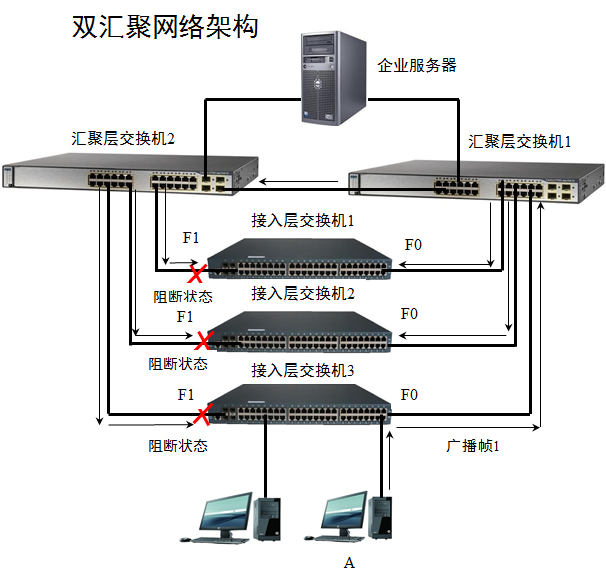 双汇聚网络架构
企业服务器
汇聚层交换机2
汇聚层交换机1
接入层交换机1
F1
F0
阻断状态
接入层交换机2
F1
F0
阻断状态
接入层交换机3
F1
F0
阻断状态
广播帧1
A